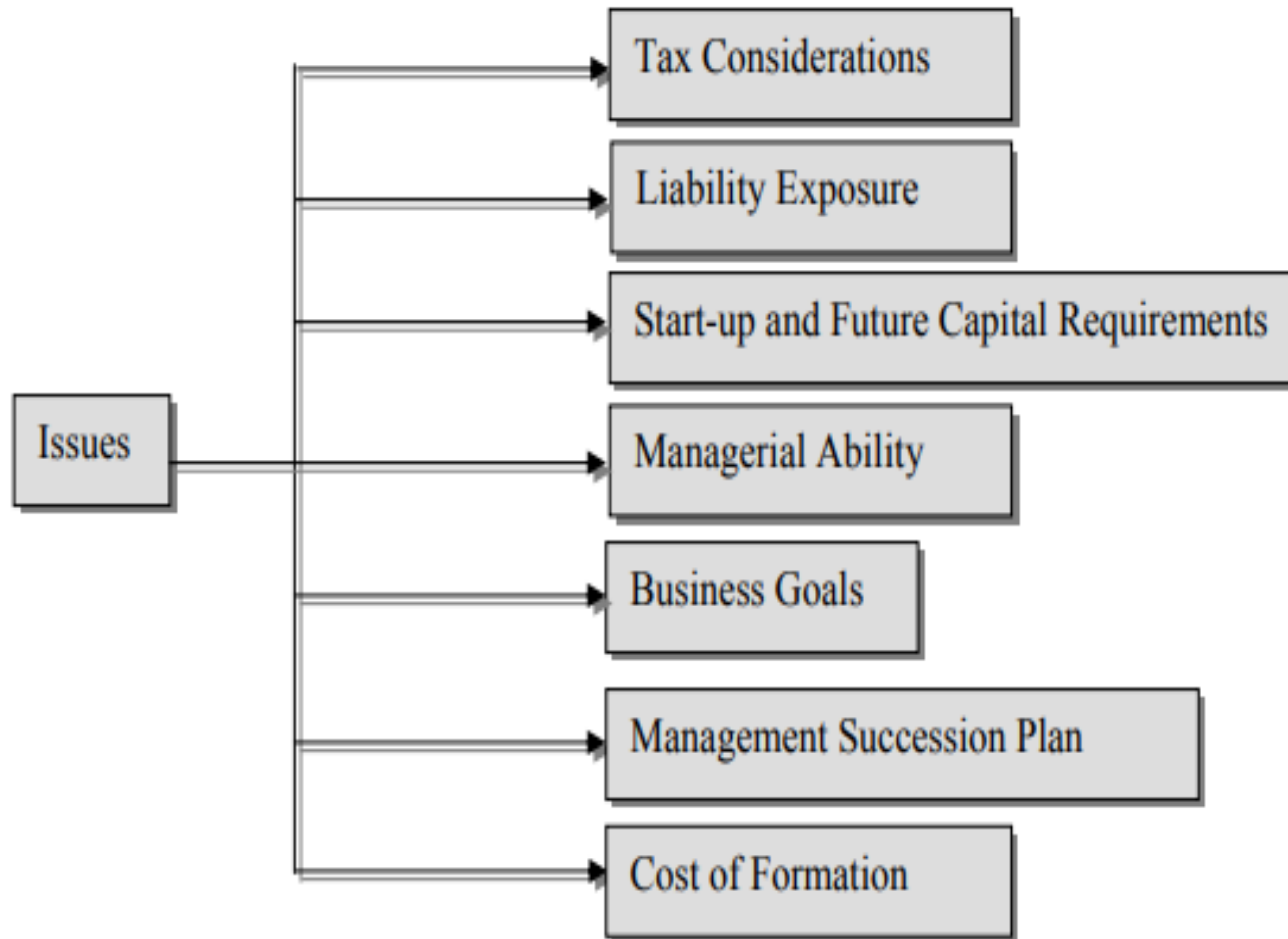 Tax Considerations
Liability Exposure
Start-up and Future Capital Requirements
Issues
Managerial Ability
Business Goals
Management Succession Plan
Cost of Formation